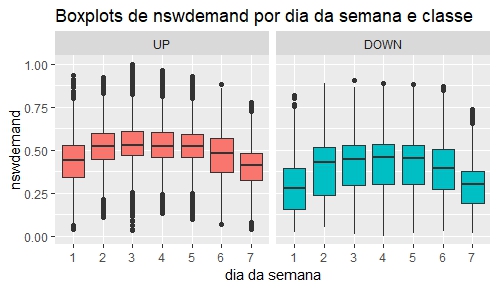 Boxplots de nswdemand por dia da semana e classe
UP
DOWN
1.00
0.75
0.50
0.25
0.00
nswdemand
1 2 3 4 5 6 7
1 2 3 4 5 6 7
dia da semana